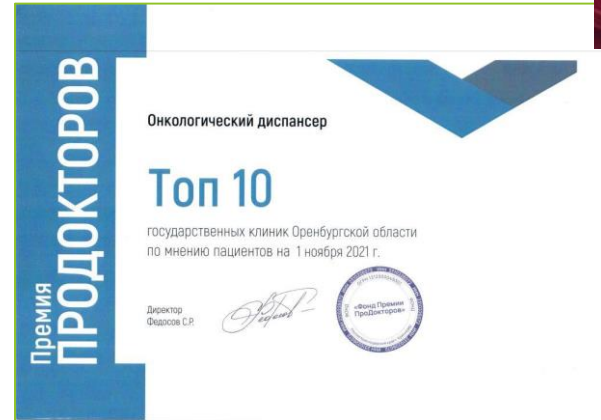 Премия
ПРОДОКТОРОВ
Онкологический диспансер
Топ 10
государственных клиник Оренбургской области
по мнению пациентов на 1 ноября 2021 г.
Директор
Федосов С.Р.
«Фонд Премии
ПроДокторов»